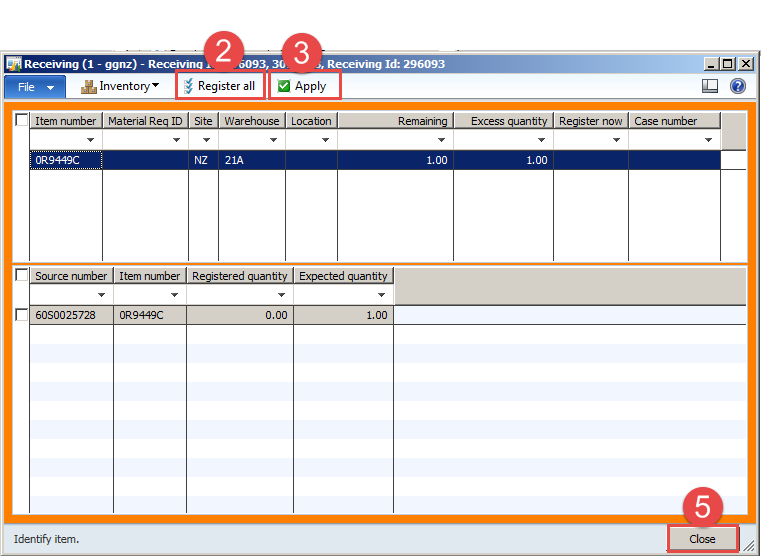 2 3
Receiving (1 - ggnz) - Receiving 6093, 30 Receiving Id: 296093
File Inventory Register all Apply
Item number Material Req ID Site Warehouse Location Remaining Excess quantity Register now Case number
0R9449C NZ 21A 1.00 1.00
Source number Item number Registered quantity Expected quantity
60S0025728 0R9449C 0.00 1.00
5
Identify item. Close